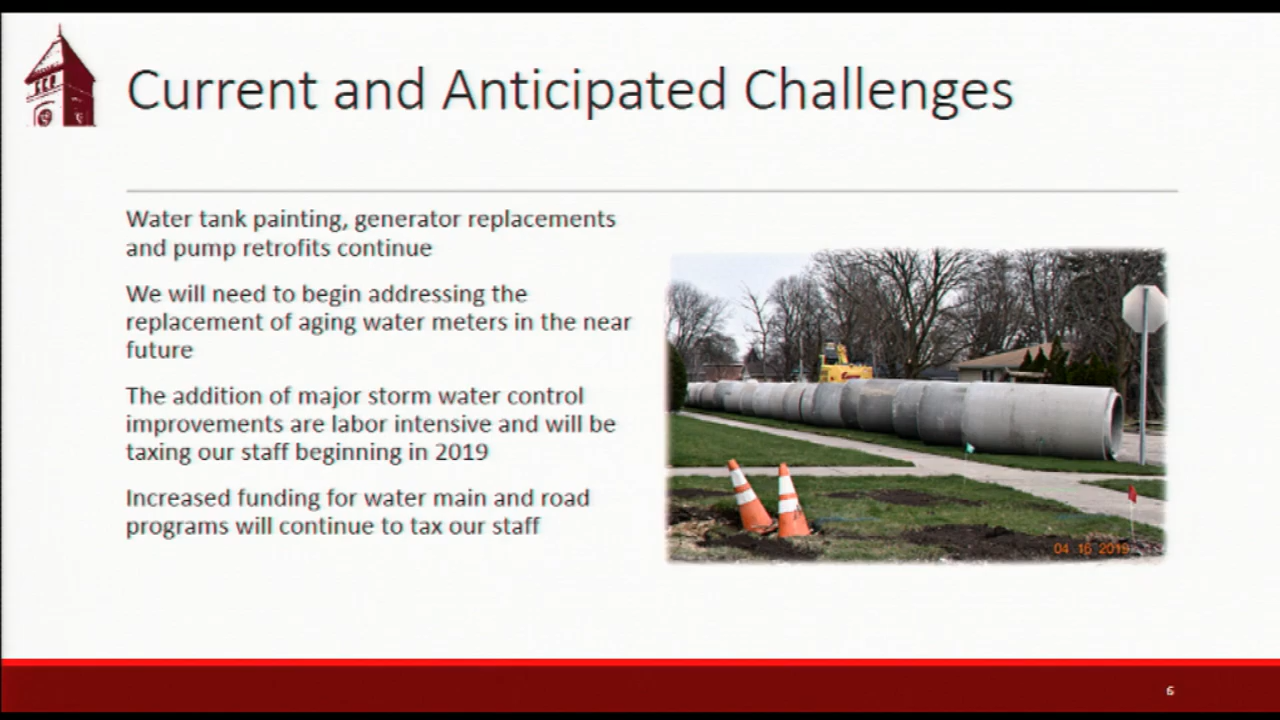 Current and Anticipated Challenges
Water tank painting, generator replacements
and pump retrofits continue
We will need to begin addressing the
replacement of aging water meters in the near
future
The addition of major storm water control
improvements are labor intensive and will be
taxing our staff beginning in 2019
Increased funding for water main and road
programs will continue to tax our staff
04 16 2019
6